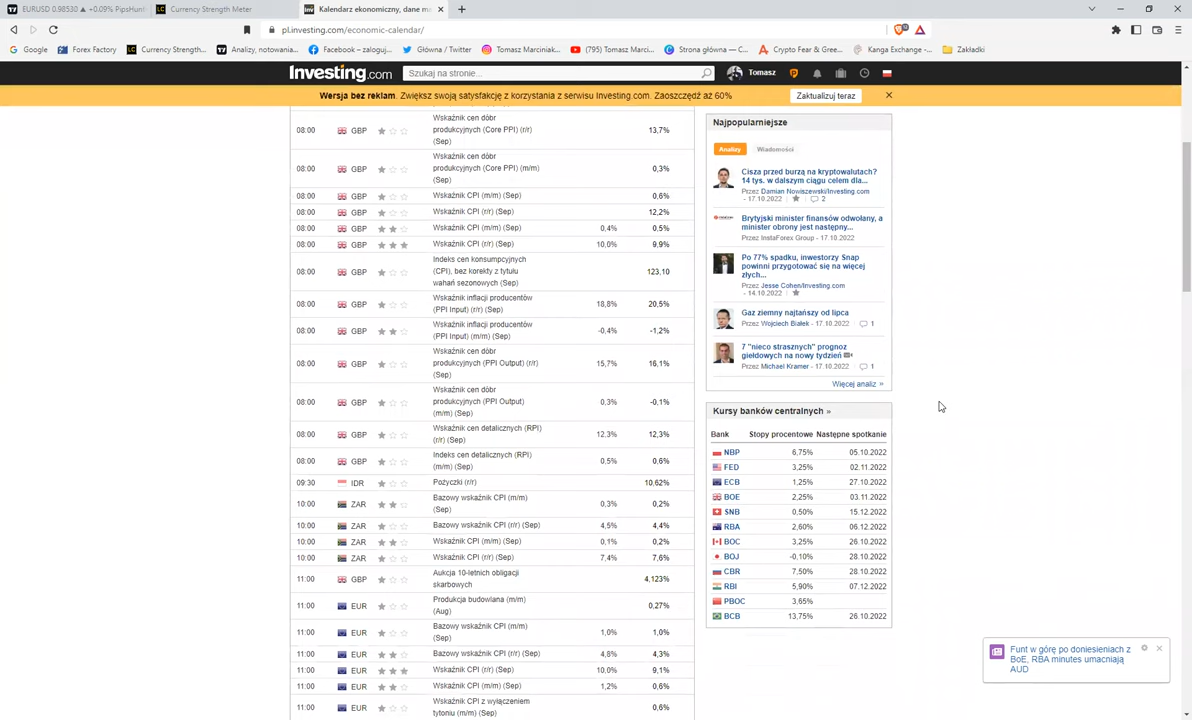 EURUSD 0.98530 ▲ +0.09% PipsHunt
Currency Strength Meter
Kalendarz ekonomiczny, dane ma
pl.investing.com/economic-calendar/
Google
Forex Factory
Currency Strength...
Analizy, notowania...
Facebook – zaloguj...
Główna / Twitter
Tomasz Marciniak...
(795) Tomasz Marci...
Strona główna — C...
Crypto Fear & Gree...
Kanga Exchange -...
Zakładki
Investing.com
Szukaj na stronie...
Tomasz
Wersja bez reklam. Zwiększ swoją satysfakcję z korzystania z serwisu Investing.com. Zaoszczędź aż 60%
Zaktualizuj teraz
08:00 GBP Wskaźnik cen dóbr
produkcyjnych (Core PPI) (r/r)
(Sep) 13,7%
08:00 GBP Wskaźnik cen dóbr
produkcyjnych (Core PPI) (m/m)
(Sep) 0,3%
08:00 GBP Wskaźnik CPI (m/m) (Sep) 0,6%
08:00 GBP Wskaźnik CPI (r/r) (Sep) 12,2%
08:00 GBP Wskaźnik CPI (m/m) (Sep) 0,4% 0,5%
08:00 GBP Wskaźnik CPI (r/r) (Sep) 10,0% 9,9%
08:00 GBP Indeks cen konsumpcyjnych
(CPI), bez korekty z tytułu
wahań sezonowych (Sep) 123,10
08:00 GBP Wskaźnik inflacji producentów
(PPI Input) (r/r) (Sep) 18,8% 20,5%
08:00 GBP Wskaźnik inflacji producentów
(PPI Input) (m/m) (Sep) -0,4% -1,2%
08:00 GBP Wskaźnik cen dóbr
produkcyjnych (PPI Output) (r/r)
(Sep) 15,7% 16,1%
08:00 GBP Wskaźnik cen dóbr
produkcyjnych (PPI Output)
(m/m) (Sep) 0,3% -0,1%
08:00 GBP Wskaźnik cen detalicznych (RPI)
(r/r) (Sep) 12,3% 12,3%
08:00 GBP Indeks cen detalicznych (RPI)
(m/m) (Sep) 0,5% 0,6%
09:30 IDR Pożyczki (r/r) 10,62%
10:00 ZAR Bazowy wskaźnik CPI (m/m)
(Sep) 0,3% 0,2%
10:00 ZAR Bazowy wskaźnik CPI (r/r) (Sep) 4,5% 4,4%
10:00 ZAR Wskaźnik CPI (m/m) (Sep) 0,1% 0,2%
10:00 ZAR Wskaźnik CPI (r/r) (Sep) 7,4% 7,6%
11:00 GBP Aukcja 10-letnich obligacji
skarbowych 4,123%
11:00 EUR Produkcja budowlana (m/m)
(Aug) 0,27%
11:00 EUR Bazowy wskaźnik CPI (m/m)
(Sep) 1,0% 1,0%
11:00 EUR Bazowy wskaźnik CPI (r/r) (Sep) 4,8% 4,3%
11:00 EUR Wskaźnik CPI (r/r) (Sep) 10,0% 9,1%
11:00 EUR Wskaźnik CPI (m/m) (Sep) 1,2% 0,6%
11:00 EUR Wskaźnik CPI z wyłączeniem
tytoniu (m/m) (Sep) 0,6%
Najpopularniejsze
Analizy Wiadomości
Cisza przed burzą na kryptowalutach?
14 tys. w dalszym ciągu celem dla...
Przez Damian Nowiszewski/Investing.com
- 17.10.2022 2
Brytyjski minister finansów odwołany, a
minister obrony jest następny...
Przez InstaForex Group - 17.10.2022
Po 77% spadku, inwestorzy Snap
powinni przygotować się na więcej
złych...
Przez Jesse Cohen/Investing.com
- 14.10.2022
Gaz ziemny najtańszy od lipca
Przez Wojciech Białek - 17.10.2022 1
7 "nieco strasznych" prognoz
giełdowych na nowy tydzień
Przez Michael Kramer - 17.10.2022 1
Więcej analiz »
Kursy banków centralnych »
Bank Stopy procentowe Następne spotkanie
NBP 6,75% 05.10.2022
FED 3,25% 02.11.2022
ECB 1,25% 27.10.2022
BOE 2,25% 03.11.2022
SNB 0,50% 15.12.2022
RBA 2,60% 06.12.2022
BOC 3,25% 26.10.2022
BOJ -0,10% 28.10.2022
CBR 7,50% 28.10.2022
RBI 5,90% 07.12.2022
PBOC 3,65%
BCB 13,75% 26.10.2022
Funt w górę po doniesieniach z
BoE, RBA minutes umacniają
AUD